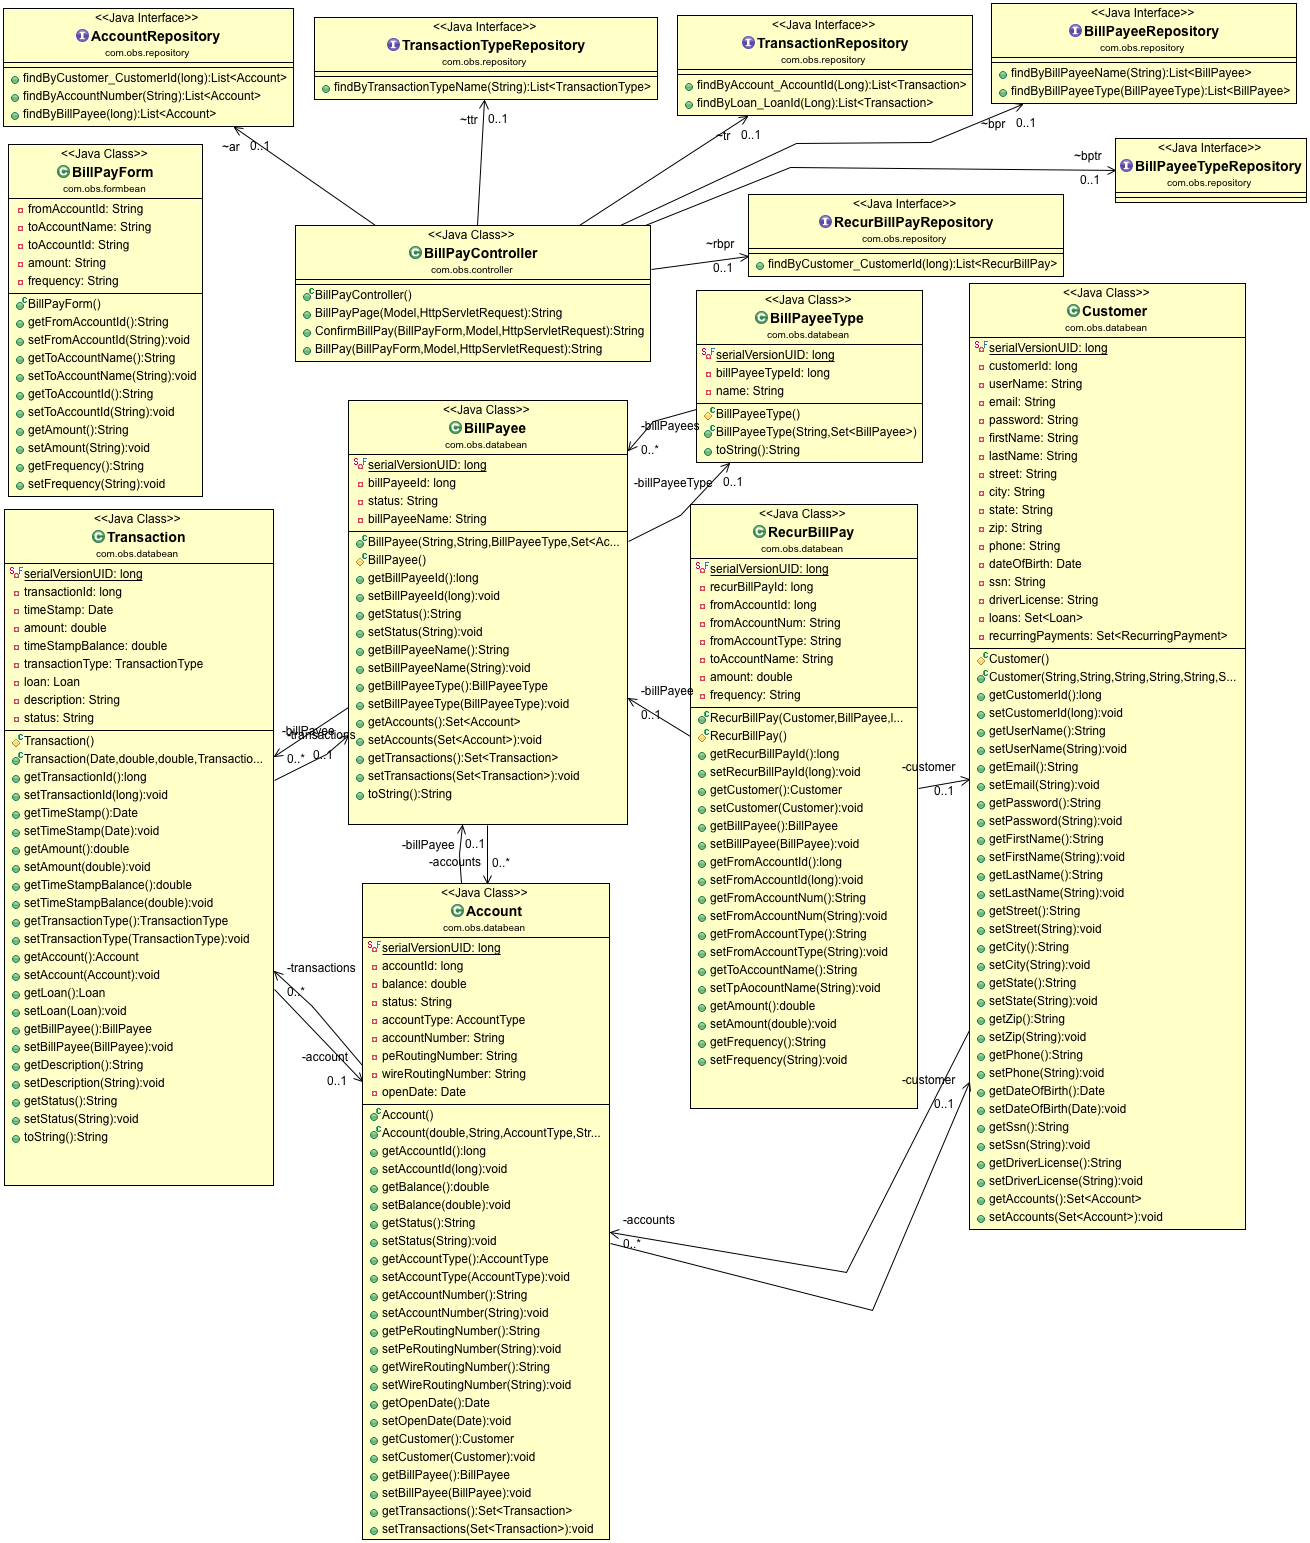 <<Java Interface>>
AccountRepository
com.obs.repository
findByCustomer_CustomerId(long):List<Account>
findByAccountNumber(String):List<Account>
findByBillPayee(long):List<Account>
<<Java Interface>>
TransactionTypeRepository
com.obs.repository
findByTransactionTypeName(String):List<TransactionType>
<<Java Interface>>
TransactionRepository
com.obs.repository
findByAccount_AccountId(Long):List<Transaction>
findByLoan_LoanId(Long):List<Transaction>
<<Java Interface>>
BillPayeeRepository
com.obs.repository
findByBillPayeeName(String):List<BillPayee>
findByBillPayeeType(BillPayeeType):List<BillPayee>
~ar
0..1
~ttr
0..1
~tr
0..1
~bpr
0..1
~bptr
0..1
<<Java Interface>>
BillPayeeTypeRepository
com.obs.repository
<<Java Class>>
BillPayForm
com.obs.formbean
fromAccountId: String
toAccountName: String
toAccountId: String
amount: String
frequency: String
BillPayForm()
getFromAccountId():String
setFromAccountId(String):void
getToAccountName():String
setToAccountName(String):void
getToAccountId():String
setToAccountId(String):void
getAmount():String
setAmount(String):void
getFrequency():String
setFrequency(String):void
<<Java Class>>
BillPayController
com.obs.controller
BillPayController()
BillPayPage(Model,HttpServletRequest):String
ConfirmBillPay(BillPayForm,Model,HttpServletRequest):String
BillPay(BillPayForm,Model,HttpServletRequest):String
~rbpr
0..1
<<Java Interface>>
RecurBillPayRepository
com.obs.repository
findByCustomer_CustomerId(long):List<RecurBillPay>
<<Java Class>>
BillPayeeType
com.obs.databean
serialVersionUID: long
billPayeeTypeId: long
name: String
BillPayeeType()
BillPayeeType(String,Set<BillPayee>)
toString():String
-billPayees
0..*
-billPayeeType
0..1
<<Java Class>>
Customer
com.obs.databean
serialVersionUID: long
customerId: long
userName: String
email: String
password: String
firstName: String
lastName: String
street: String
city: String
state: String
zip: String
phone: String
dateOfBirth: Date
ssn: String
driverLicense: String
loans: Set<Loan>
recurringPayments: Set<RecurringPayment>
Customer()
Customer(String,String,String,String,String,S...
getCustomerId():long
setCustomerId(long):void
getUserName():String
setUserName(String):void
getEmail():String
setEmail(String):void
getPassword():String
setPassword(String):void
getFirstName():String
setFirstName(String):void
getLastName():String
setLastName(String):void
getStreet():String
setStreet(String):void
getCity():String
setCity(String):void
getState():String
setState(String):void
getZip():String
setZip(String):void
getPhone():String
setPhone(String):void
getDateOfBirth():Date
setDateOfBirth(Date):void
getSsn():String
setSsn(String):void
getDriverLicense():String
setDriverLicense(String):void
getAccounts():Set<Account>
setAccounts(Set<Account>):void
<<Java Class>>
BillPayee
com.obs.databean
serialVersionUID: long
billPayeeId: long
status: String
billPayeeName: String
BillPayee(String,String,BillPayeeType,Set<Ac...
BillPayee()
getBillPayeeId():long
setBillPayeeId(long):void
getStatus():String
setStatus(String):void
getBillPayeeName():String
setBillPayeeName(String):void
getBillPayeeType():BillPayeeType
setBillPayeeType(BillPayeeType):void
getAccounts():Set<Account>
setAccounts(Set<Account>):void
getTransactions():Set<Transaction>
setTransactions(Set<Transaction>):void
toString():String
<<Java Class>>
RecurBillPay
com.obs.databean
serialVersionUID: long
recurBillPayId: long
fromAccountId: long
fromAccountNum: String
fromAccountType: String
toAccountName: String
amount: double
frequency: String
RecurBillPay(Customer,BillPayee,l...
RecurBillPay()
getRecurBillPayId():long
setRecurBillPayId(long):void
getCustomer():Customer
setCustomer(Customer):void
getBillPayee():BillPayee
setBillPayee(BillPayee):void
getFromAccountId():long
setFromAccountId(long):void
getFromAccountNum():String
setFromAccountNum(String):void
getFromAccountType():String
setFromAccountType(String):void
getToAccountName():String
setTpAocountName(String):void
getAmount():double
setAmount(double):void
getFrequency():String
setFrequency(String):void
-billPayee
0..1
-customer
0..1
<<Java Class>>
Transaction
com.obs.databean
serialVersionUID: long
transactionId: long
timeStamp: Date
amount: double
timeStampBalance: double
transactionType: TransactionType
loan: Loan
description: String
status: String
Transaction()
Transaction(Date,double,double,Transactio...
getTransactionId():long
setTransactionId(long):void
getTimeStamp():Date
setTimeStamp(Date):void
getAmount():double
setAmount(double):void
getTimeStampBalance():double
setTimeStampBalance(double):void
getTransactionType():TransactionType
setTransactionType(TransactionType):void
getAccount():Account
setAccount(Account):void
getLoan():Loan
setLoan(Loan):void
getBillPayee():BillPayee
setBillPayee(BillPayee):void
getDescription():String
setDescription(String):void
getStatus():String
setStatus(String):void
toString():String
-billPayee
-transactions
0..*
0..1
-billPayee
0..1
-accounts
0..*
-transactions
0..*
-account
0..1
<<Java Class>>
Account
com.obs.databean
serialVersionUID: long
accountId: long
balance: double
status: String
accountType: AccountType
accountNumber: String
peRoutingNumber: String
wireRoutingNumber: String
openDate: Date
Account()
Account(double,String,AccountType,Str...
getAccountId():long
setAccountId(long):void
getBalance():double
setBalance(double):void
getStatus():String
setStatus(String):void
getAccountType():AccountType
setAccountType(AccountType):void
getAccountNumber():String
setAccountNumber(String):void
getPeRoutingNumber():String
setPeRoutingNumber(String):void
getWireRoutingNumber():String
setWireRoutingNumber(String):void
getOpenDate():Date
setOpenDate(Date):void
getCustomer():Customer
setCustomer(Customer):void
getBillPayee():BillPayee
setBillPayee(BillPayee):void
getTransactions():Set<Transaction>
setTransactions(Set<Transaction>):void
-customer
0..1
-accounts
0..*